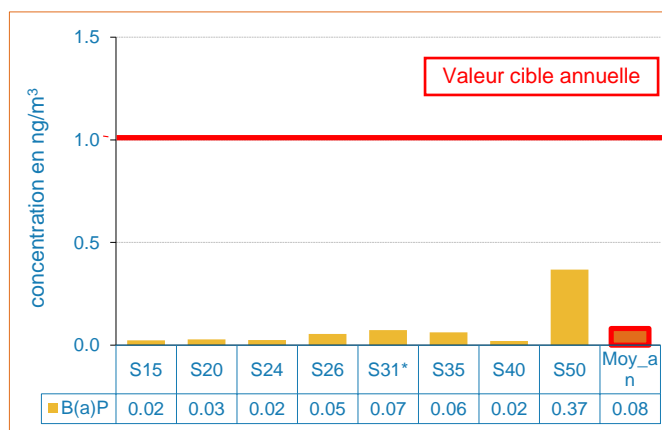 1.5
Valeur cible annuelle
1.0
0.5
0.0
concentration en ng/m³
S15 S20 S24 S26 S31* S35 S40 S50 Moy_a
n
B(a)P 0.02 0.03 0.02 0.05 0.07 0.06 0.02 0.37 0.08